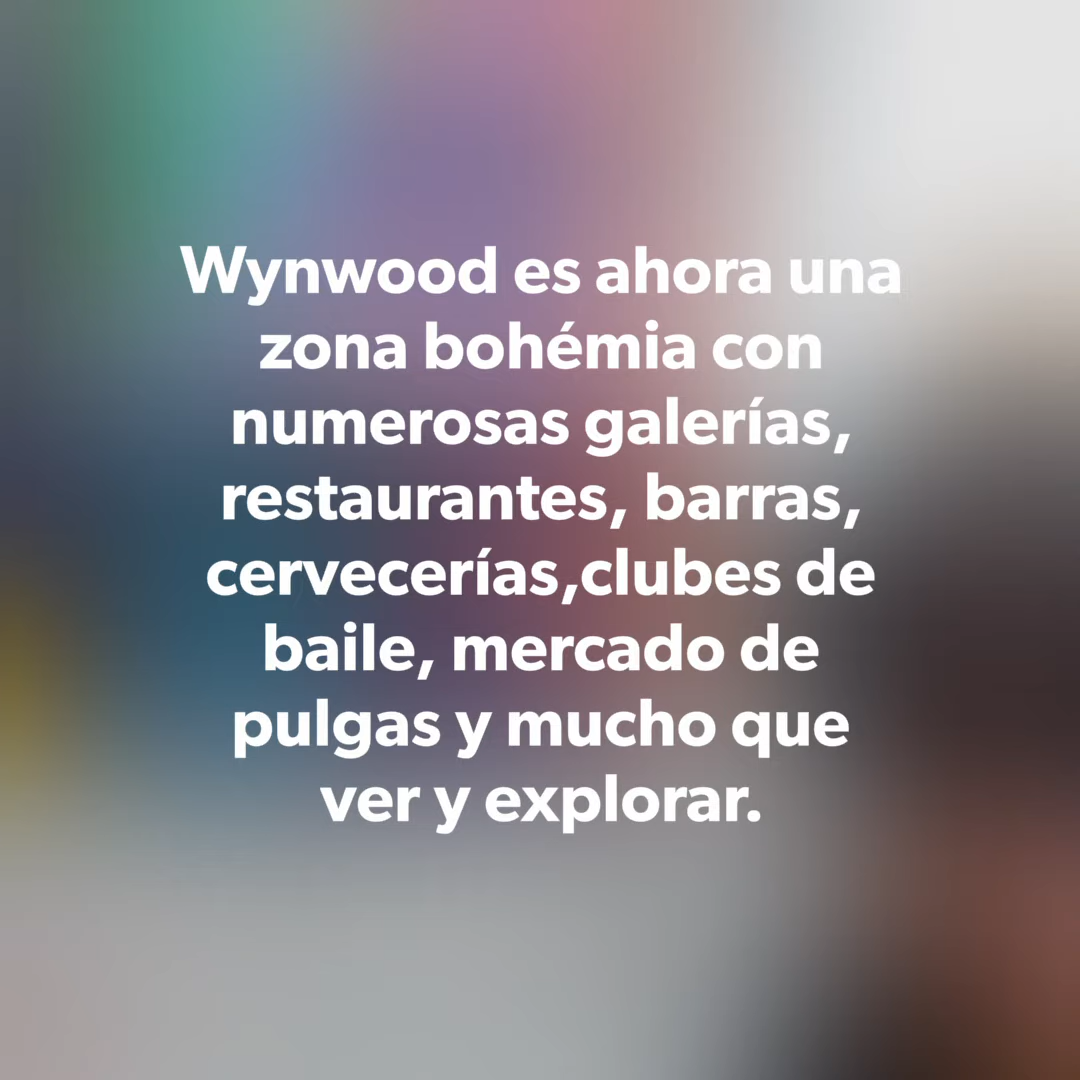 Wynwood es ahora una
zona bohémia con
numerosas galerías,
restaurantes, barras,
cervecerías,clubes de
baile, mercado de
pulgas y mucho que
ver y explorar.